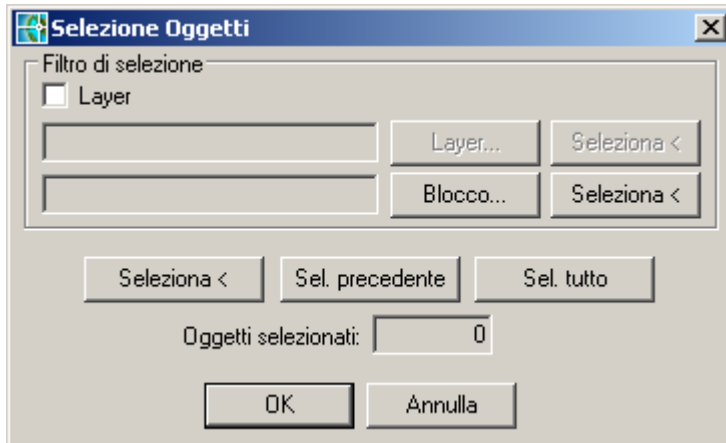 Selezione Oggetti
Filtro di selezione
Layer
Layer... Seleziona <
Blocco... Seleziona <
Seleziona < Sel. precedente Sel. tutto
Oggetti selezionati: 0
OK Annulla